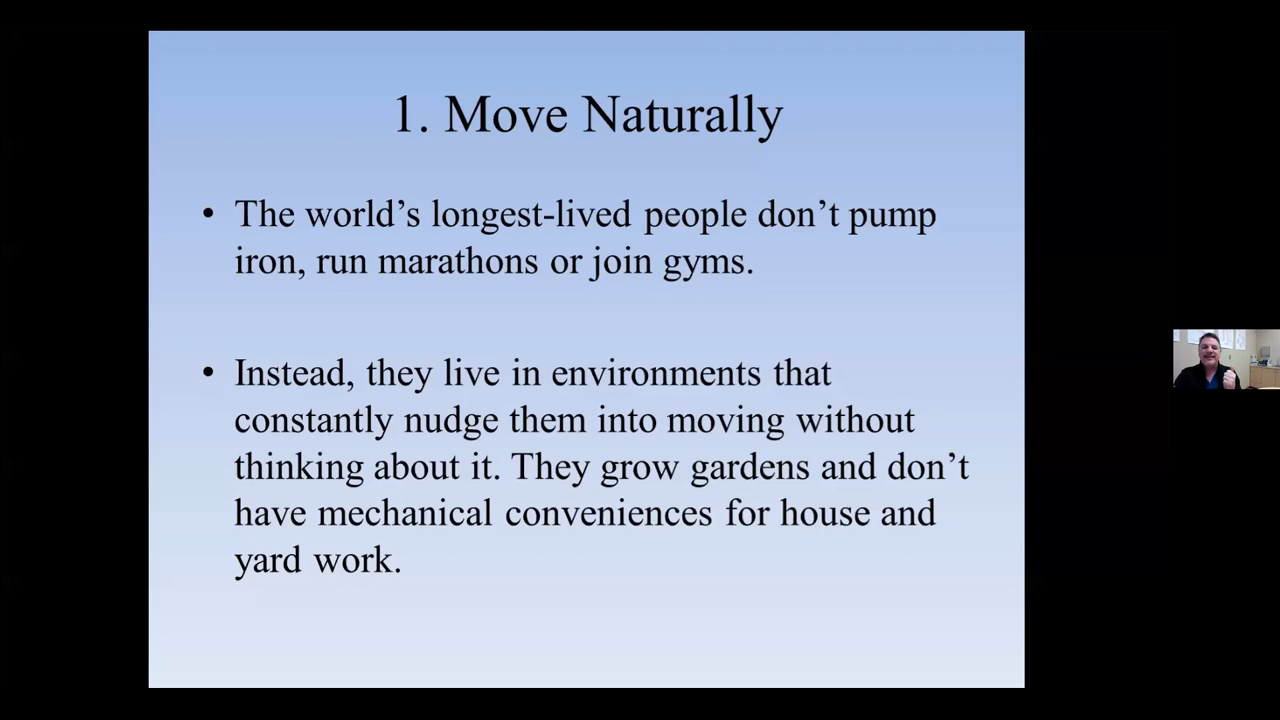 1. Move Naturally
• The world’s longest-lived people don’t pump
iron, run marathons or join gyms.
• Instead, they live in environments that
constantly nudge them into moving without
thinking about it. They grow gardens and don’t
have mechanical conveniences for house and
yard work.